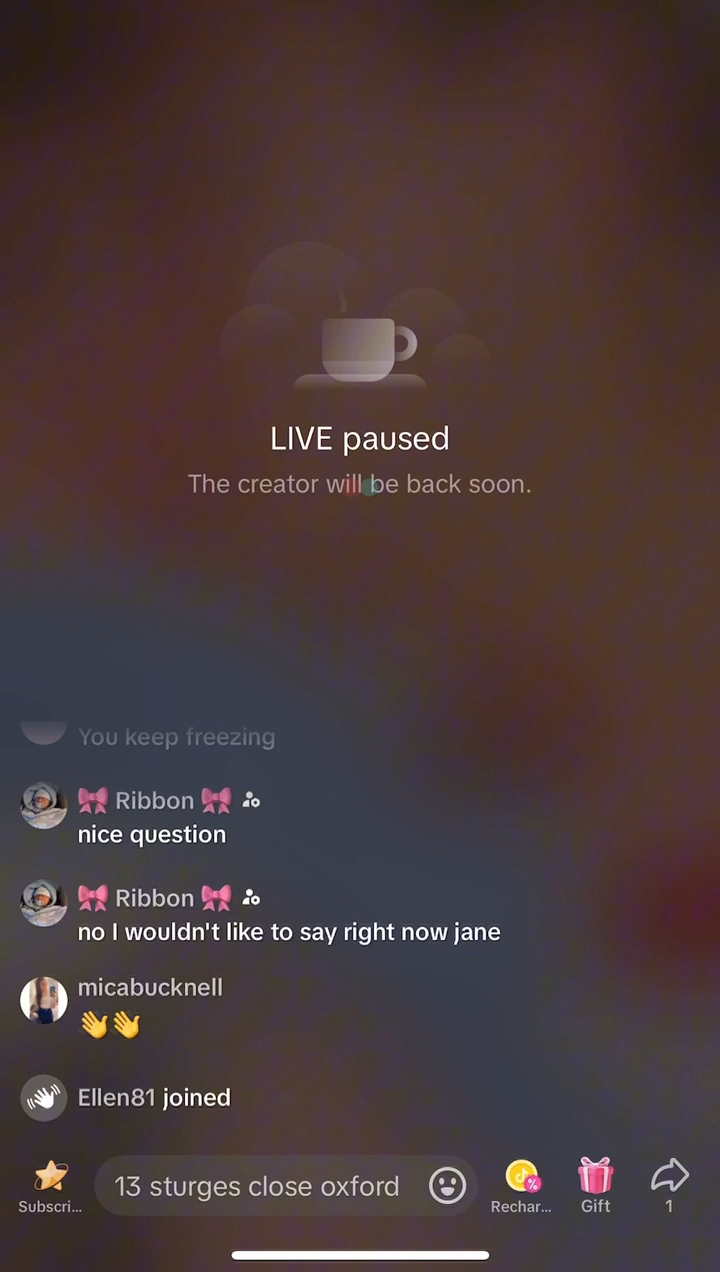 LIVE paused
The creator will be back soon.
You keep freezing
🎀 Ribbon 🎀
nice question
🎀 Ribbon 🎀
no I wouldn't like to say right now jane
micabucknell
👋👋
Ellen81 joined
13 sturges close oxford
Subscri...
Rechar...
Gift
1